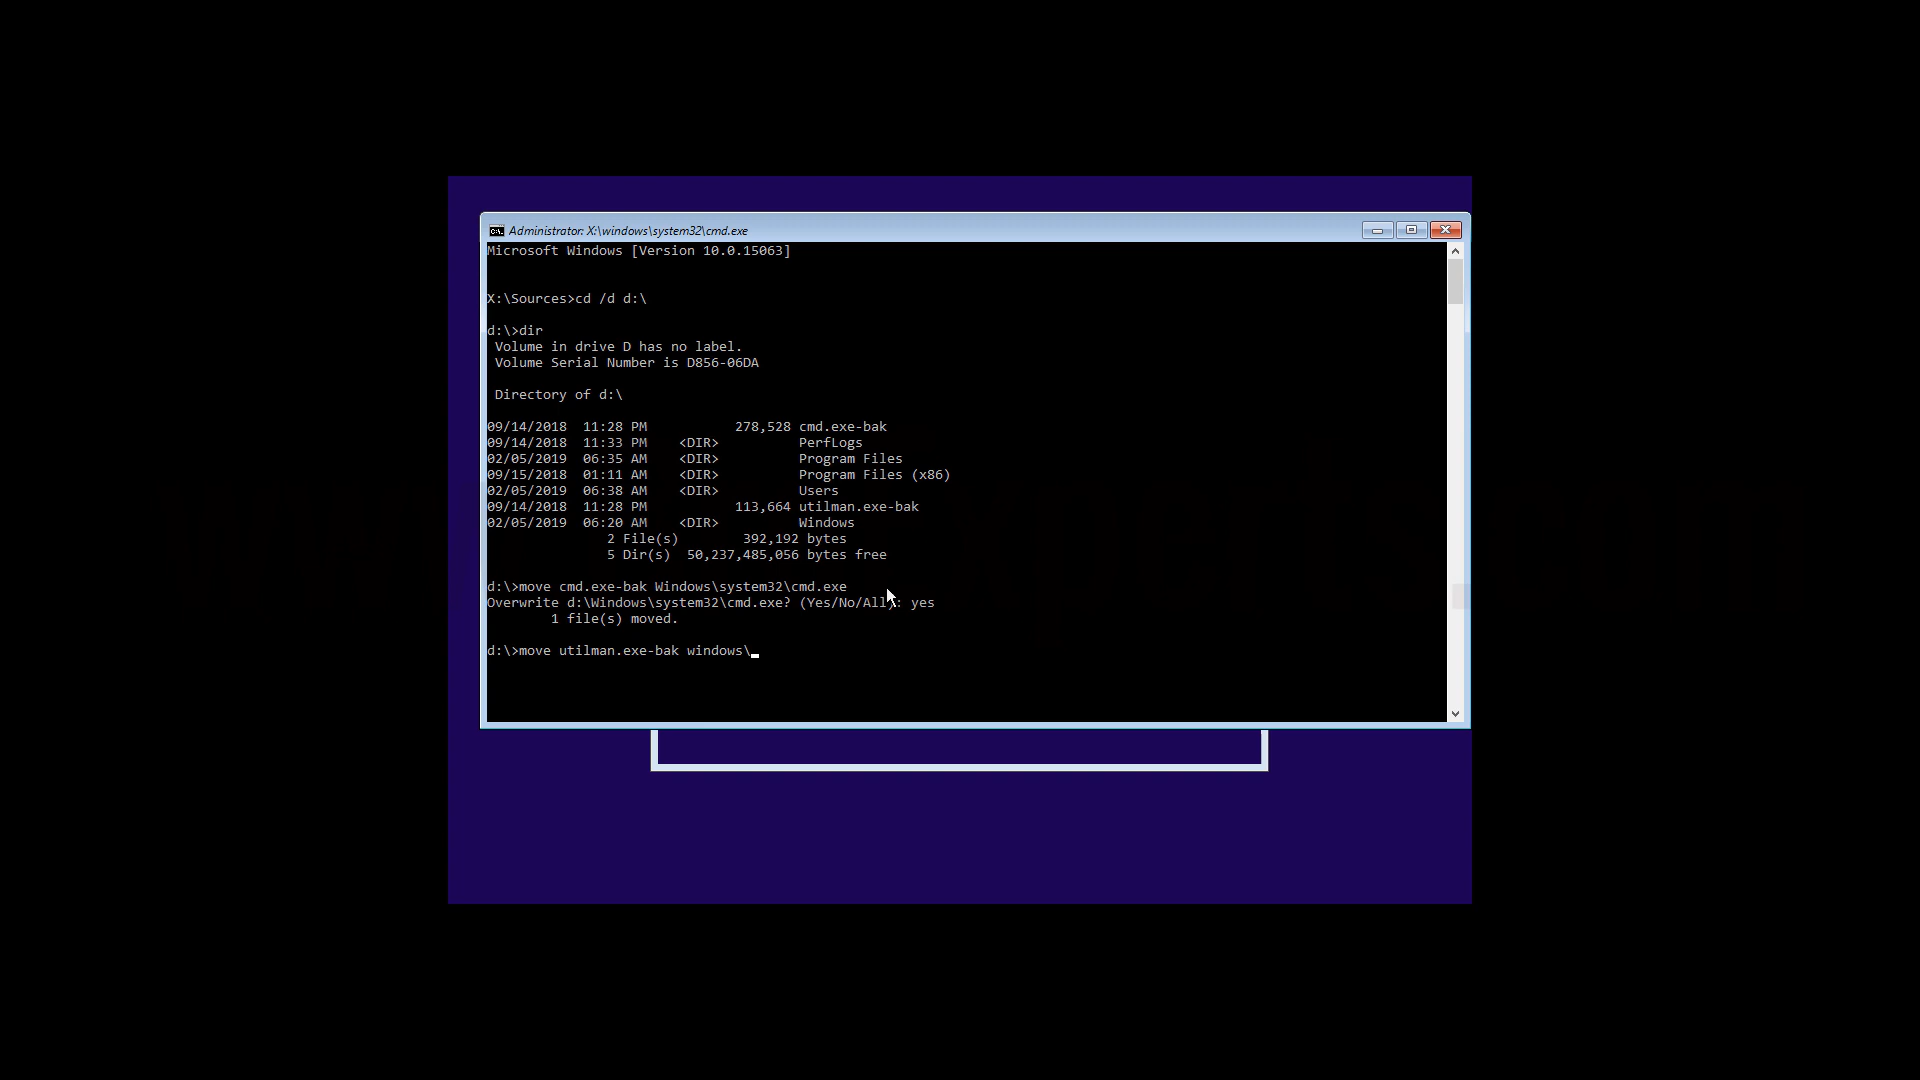 Administrator: X:\windows\system32\cmd.exe
Microsoft Windows [Version 10.0.15063]
X:\Sources>cd /d d:\
d:\>dir
Volume in drive D has no label.
Volume Serial Number is D856-06DA
Directory of d:\
09/14/2018 11:28 PM 278,528 cmd.exe-bak
09/14/2018 11:33 PM <DIR> PerfLogs
02/05/2019 06:35 AM <DIR> Program Files
09/15/2018 01:11 AM <DIR> Program Files (x86)
02/05/2019 06:38 AM <DIR> Users
09/14/2018 11:28 PM 113,664 utilman.exe-bak
02/05/2019 06:20 AM <DIR> Windows
2 File(s) 392,192 bytes
5 Dir(s) 50,237,485,056 bytes free
d:\>move cmd.exe-bak Windows\system32\cmd.exe
Overwrite d:\Windows\system32\cmd.exe? (Yes/No/All): yes
1 file(s) moved.
d:\>move utilman.exe-bak windows\_